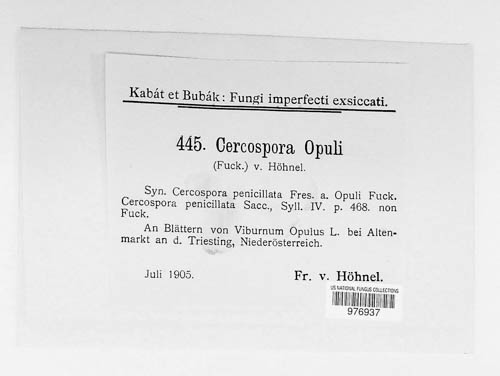 Kabát et Bubák: Fungi imperfecti exsiccati.
445. Cercospora Opuli
(Fuck.) v. Höhnel.
Syn. Cercospora penicillata Fres. a. Opuli Fuck.
Cercospora penicillata Sacc., Syll. IV. p. 468. non
Fuck.
An Blättern von Viburnum Opulus L. bei Alten-
markt an d. Triesting, Niederösterreich.
Juli 1905.
Fr. v. Höhnel.
US NATIONAL FUNGUS COLLECTIONS
976937